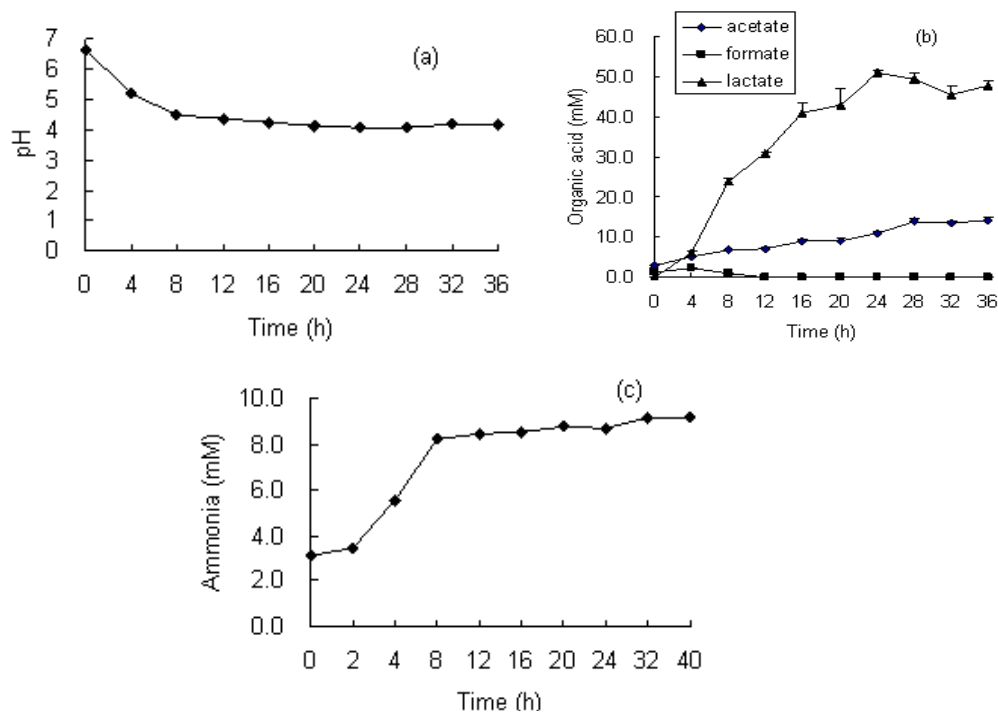 (a)
7
6
5
4
3
2
1
0
pH
0 4 8 12 16 20 24 28 32 36
Time (h)
acetate
formate
lactate
(b)
60.0
50.0
40.0
30.0
20.0
10.0
0.0
Organic acid (mM)
0 4 8 12 16 20 24 28 32 36
Time (h)
(c)
10.0
8.0
6.0
4.0
2.0
0.0
Ammonia (mM)
0 2 4 8 12 16 20 24 32 40
Time (h)